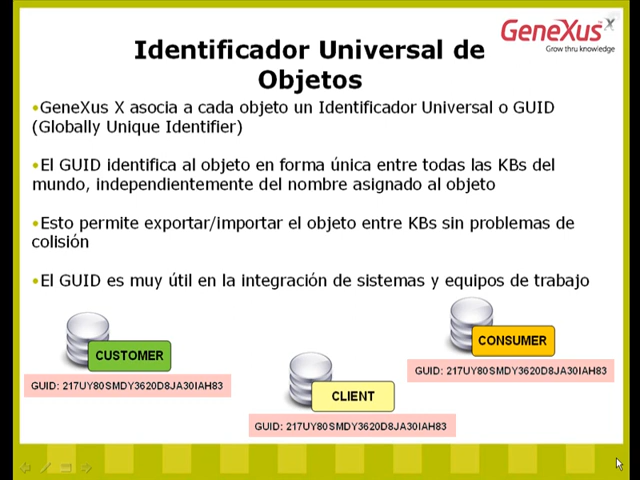 GeneXus X
Grow thru knowledge
Identificador Universal de
Objetos
•GeneXus X asocia a cada objeto un Identificador Universal o GUID
(Globally Unique Identifier)
•El GUID identifica al objeto en forma única entre todas las KBs del
mundo, independientemente del nombre asignado al objeto
•Esto permite exportar/importar el objeto entre KBs sin problemas de
colisión
•El GUID es muy útil en la integración de sistemas y equipos de trabajo
CUSTOMER
GUID: 217UY80SMDY3620D8JA30IAH83
CLIENT
GUID: 217UY80SMDY3620D8JA30IAH83
CONSUMER
GUID: 217UY80SMDY3620D8JA30IAH83